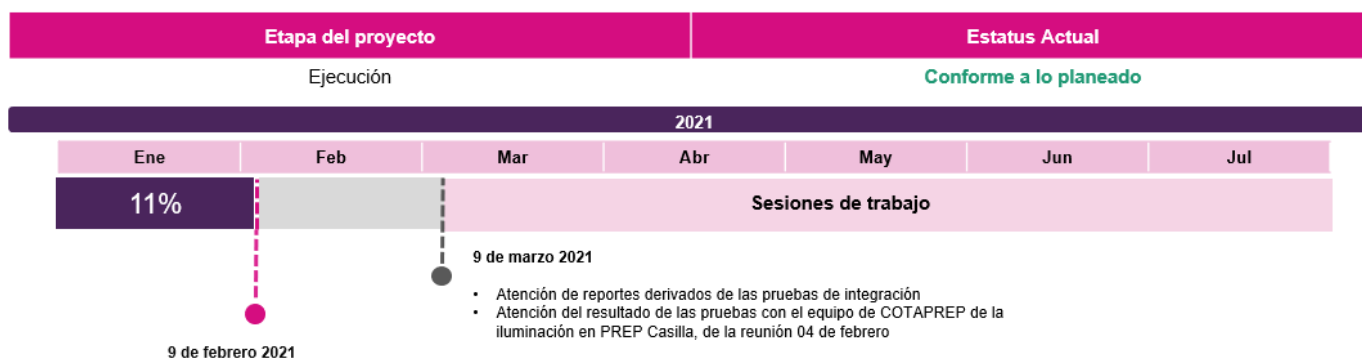 Etapa del proyecto
Estatus Actual
Ejecución
Conforme a lo planeado
2021
Ene
Feb
Mar
Abr
May
Jun
Jul
11%
Sesiones de trabajo
9 de marzo 2021
• Atención de reportes derivados de las pruebas de integración
• Atención del resultado de las pruebas con el equipo de COTAPREP de la
iluminación en PREP Casilla, de la reunión 04 de febrero
9 de febrero 2021